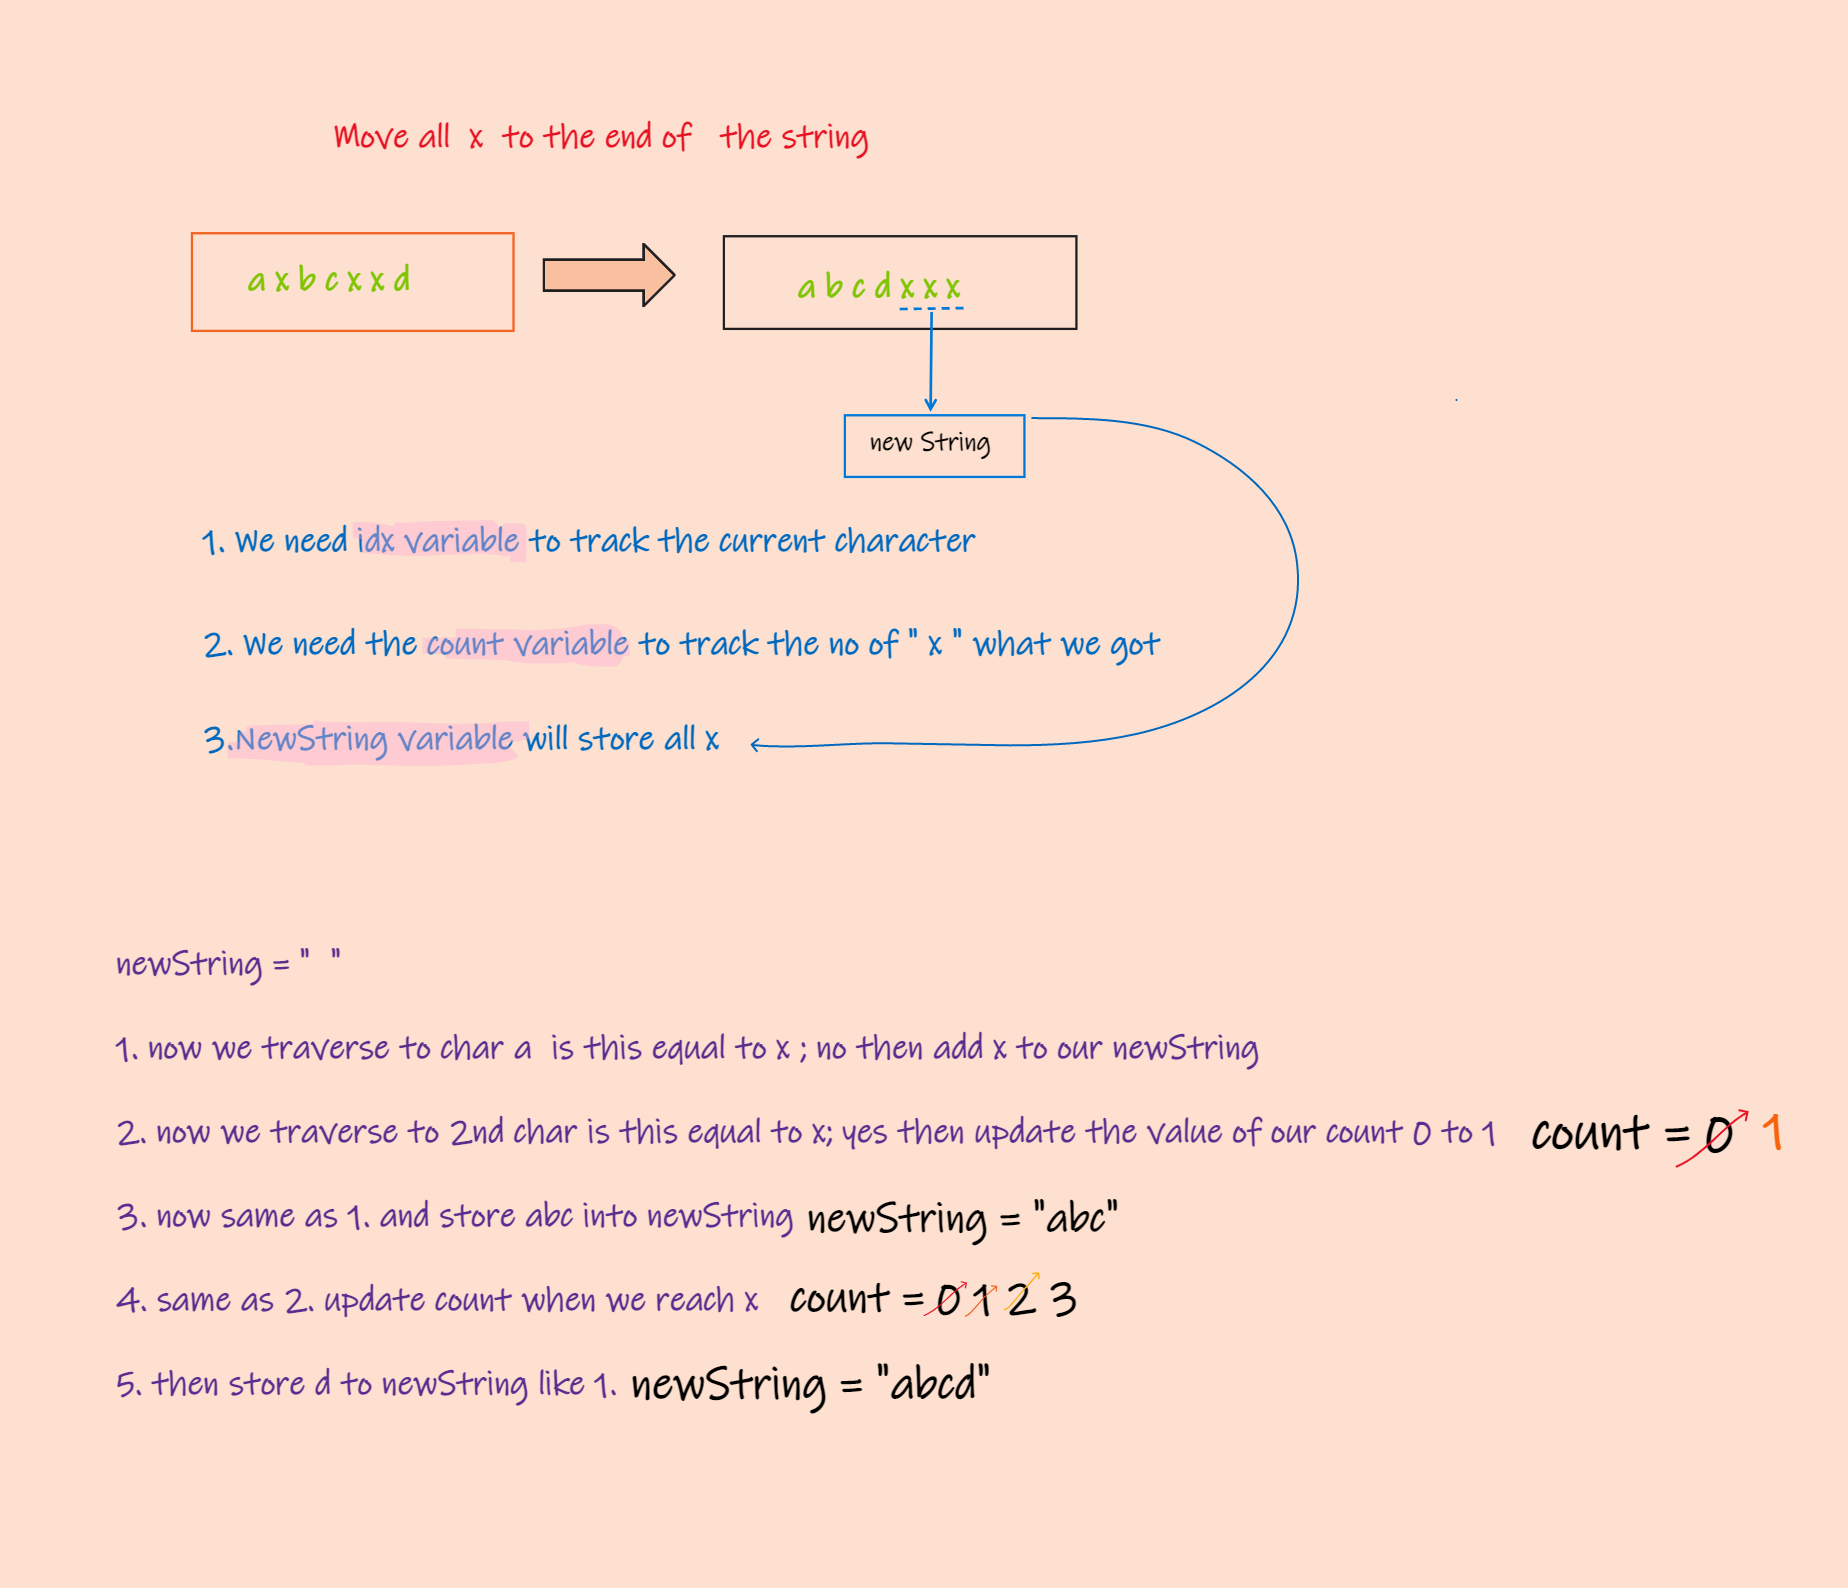 Move all x to the end of the string
a x b c x x d
a b c d x x x
new String
1. We need idx variable to track the current character
2. We need the count variable to track the no of " x " what we got
3.NewString variable will store all x
newString = " "
1. now we traverse to char a is this equal to x ; no then add x to our newString
2. now we traverse to 2nd char is this equal to x; yes then update the value of our count 0 to 1 count = 0 1
3. now same as 1. and store abc into newString newString = "abc"
4. same as 2. update count when we reach x count = 0 1 2 3
5. then store d to newString like 1. newString = "abcd"